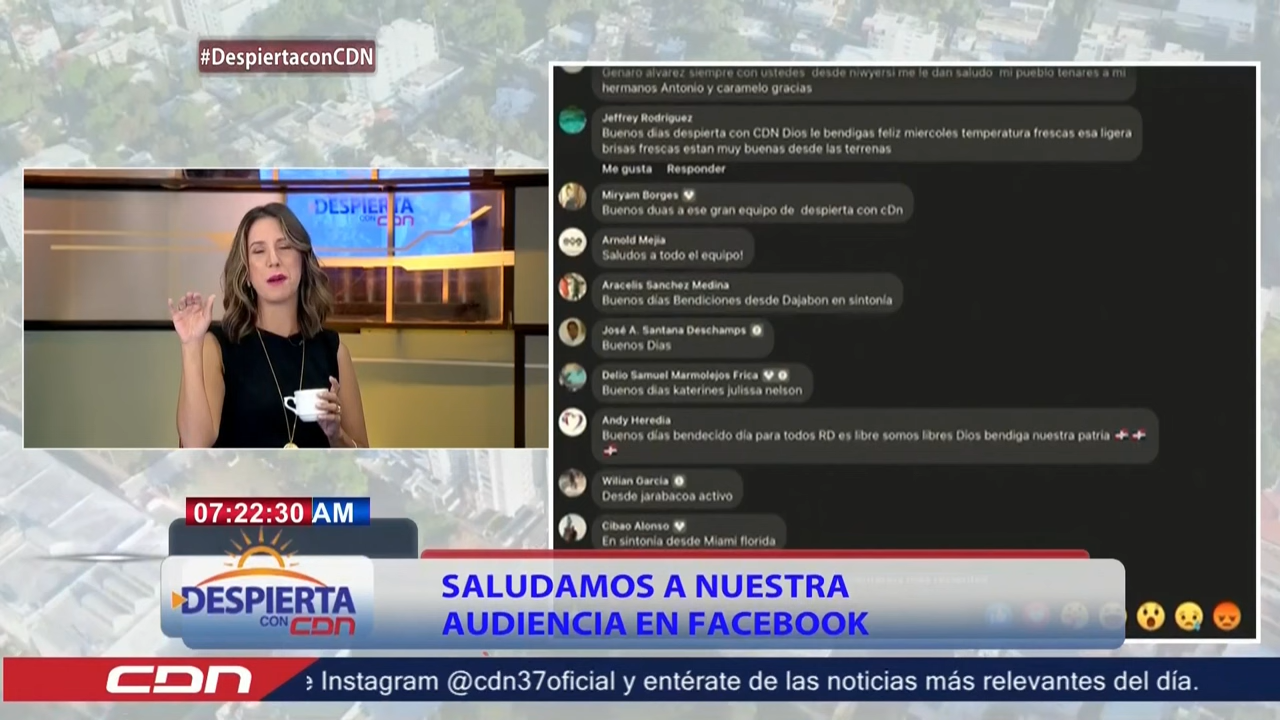 #DespiertaconCDN
Genaro alvarez siempre con ustedes desde niwyersi me le dan saludo mi pueblo tenares a mi
hermanos Antonio y caramelo gracias
Jeffrey Rodriguez
Buenos dias despierta con CDN Dios le bendigas feliz miercoles temperatura frescas esa ligera
brisas frescas estan muy buenas desde las terrenas
Me gusta Responder
Miryam Borges
Buenos duas a ese gran equipo de despierta con cDn
Arnold Mejia
Saludos a todo el equipo!
Aracelis Sanchez Medina
Buenos días Bendiciones desde Dajabon en sintonía
José A. Santana Deschamps
Buenos Dias
Delio Samuel Marmolejos Frica
Buenos dias katerines julissa nelson
Andy Heredia
Buenos días bendecido día para todos RD es libre somos libres Dios bendiga nuestra patria
Wilian Garcia
Desde jarabacoa activo
Cibao Alonso
En sintonía desde Miami florida
DESPIERTA
CON CDN
07:22:30 AM
DESPIERTA
CON CDN
SALUDAMOS A NUESTRA
AUDIENCIA EN FACEBOOK
CDN
e Instagram @cdn37oficial y entérate de las noticias más relevantes del día.